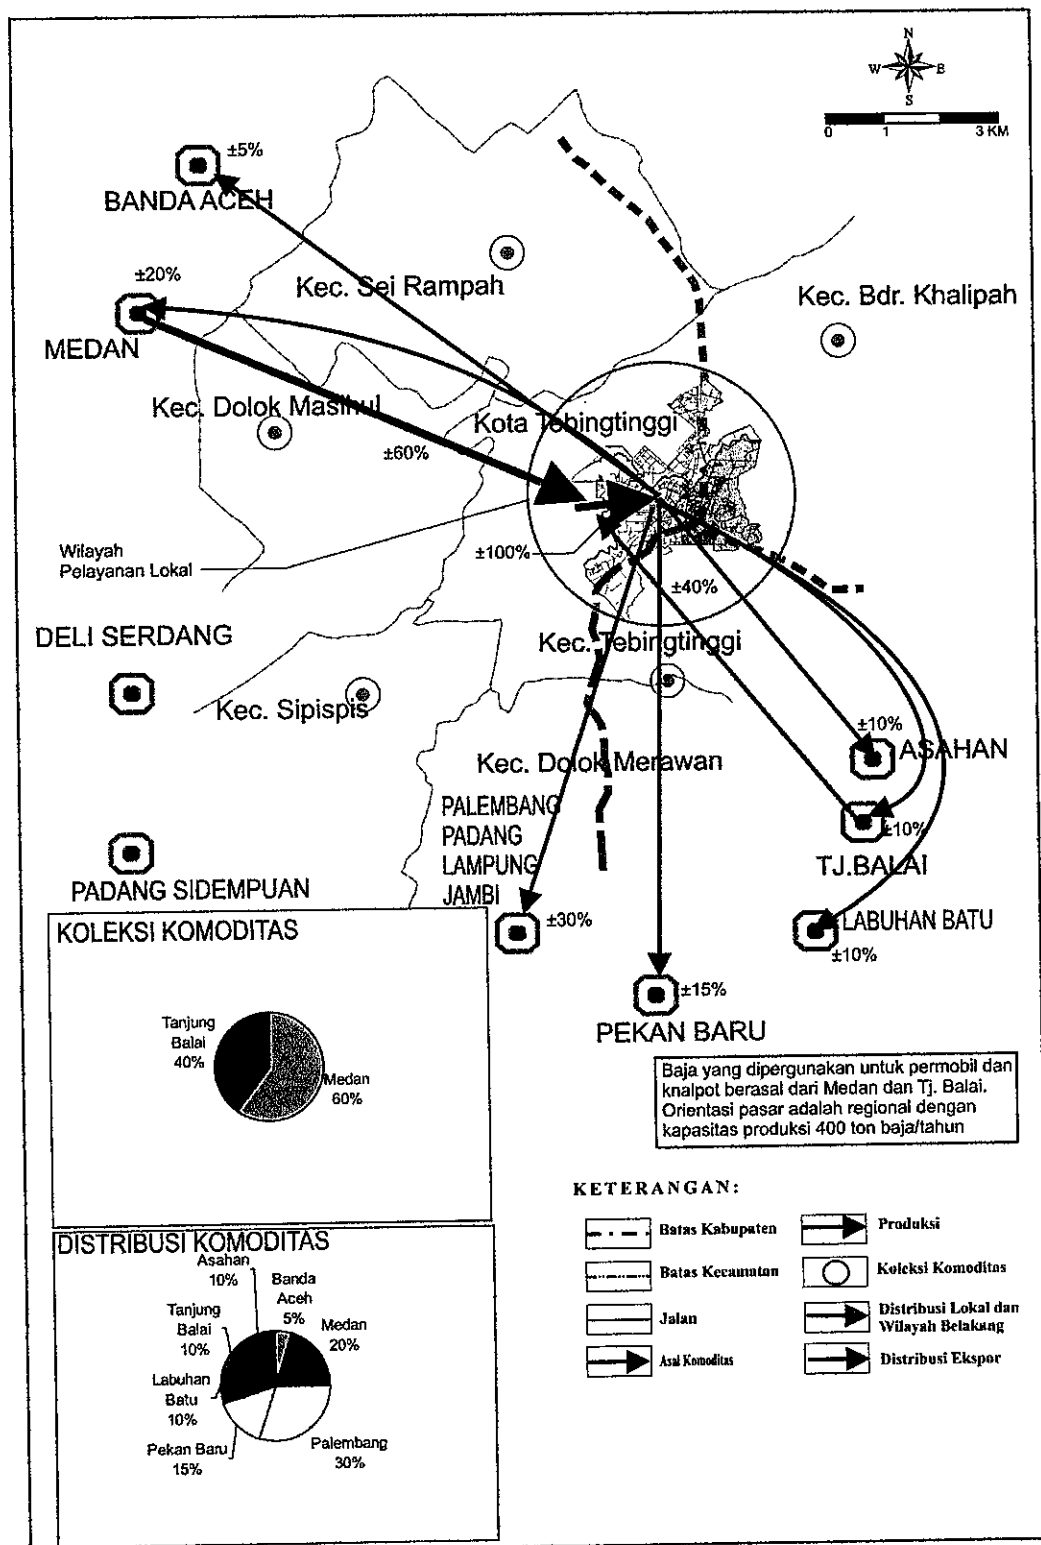 N
W
E
S
0 1 3 KM
±5%
BANDA ACEH
±20%
MEDAN
Kec. Sei Rampah
Kec. Bdr. Khalipah
Kec. Dolok Masihul
Kota Tebingtinggi
±60%
±100%
Wilayah
Pelayanan Lokal
±40%
DELI SERDANG
Kec. Tebingtinggi
Kec. Sipispis
±10%
ASAHAN
Kec. Dolok Merawan
PALEMBANG
PADANG
LAMPUNG
JAMBI
±10%
TJ.BALAI
PADANG SIDEMPUAN
±30%
LABUHAN BATU
±10%
±15%
PEKAN BARU
KOLEKSI KOMODITAS
Tanjung
Balai
40%
Medan
60%
Baja yang dipergunakan untuk permobil dan
knalpot berasal dari Medan dan Tj. Balai.
Orientasi pasar adalah regional dengan
kapasitas produksi 400 ton baja/tahun
DISTRIBUSI KOMODITAS
Asahan
10%
Banda
Aceh
5%
Tanjung
Balai
10%
Medan
20%
Labuhan
Batu
10%
Pekan Baru
15%
Palembang
30%
KETERANGAN:
Batas Kabupaten
Batas Kecamatan
Jalan
Asal Komoditas
Produksi
Koleksi Komoditas
Distribusi Lokal dan
Wilayah Belakang
Distribusi Ekspor